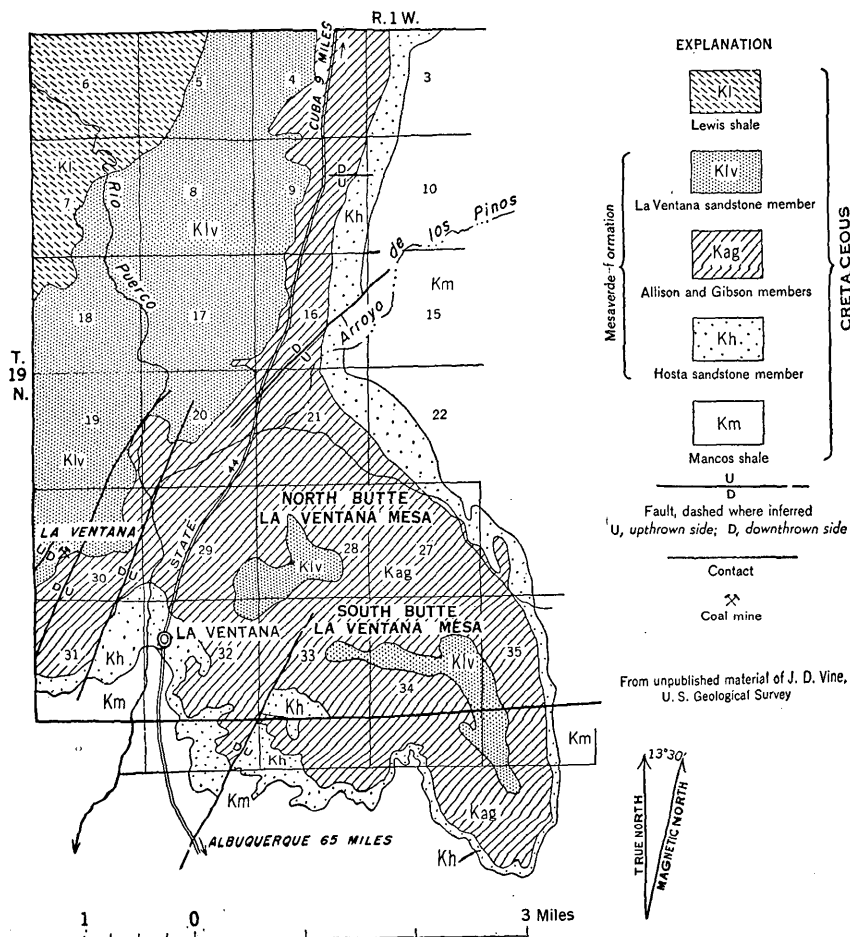 R. 1 W.
6
5
4
CUBA 9 MILES
3
Kl
7
RIO
8
Klv
9
D
U
Kh
10
Puerco
Arroyo de los Pinos
18
17
16
D
U
Km
15
T.
19
N.
19
20
21
22
Klv
44
STATE
NORTH BUTTE
LA VENTANA MESA
LA VENTANA
U D
30
D U
D U
29
28
27
Klv
Kag
SOUTH BUTTE
LA VENTANA MESA
LA VENTANA
31
Kh
32
33
34
Klv
35
Km
Kh
D U
Kh
Km
Km
Kag
Kh
ALBUQUERQUE 65 MILES
1 0 3 Miles
EXPLANATION
Kl
Lewis shale
Klv
La Ventana sandstone member
Kag
Allison and Gibson members
Kh
Hosta sandstone member
Mesaverde formation
Km
Mancos shale
CRETACEOUS
U
D
Fault, dashed where inferred
U, upthrown side; D, downthrown side
Contact
Coal mine
From unpublished material of J. D. Vine,
U. S. Geological Survey
13°30'
TRUE NORTH
MAGNETIC NORTH